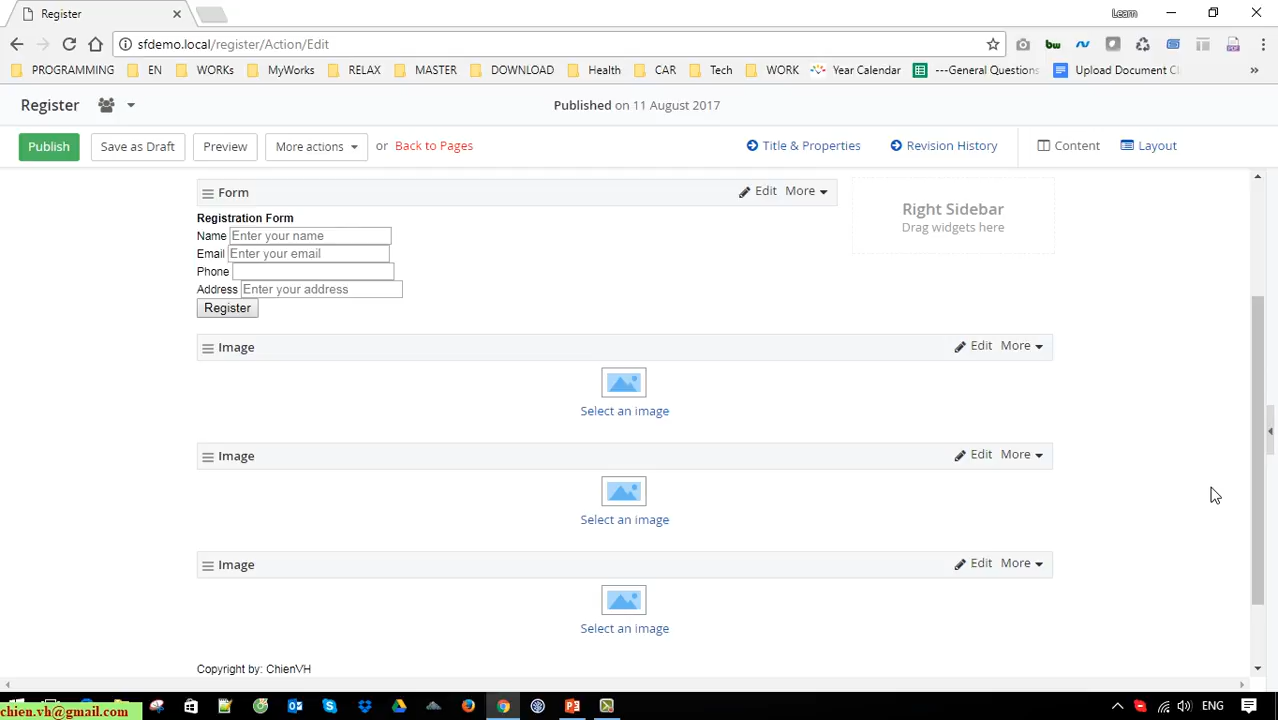 Register
Learn
sfdemo.local/register/Action/Edit
PROGRAMMING EN WORKs MyWorks RELAX MASTER DOWNLOAD Health CAR Tech WORK Year Calendar ---General Questions Upload Document Cl »
Register
Published on 11 August 2017
Publish Save as Draft Preview More actions or Back to Pages Title & Properties Revision History Content Layout
Form Edit More
Right Sidebar
Drag widgets here
Registration Form
Name Enter your name
Email Enter your email
Phone
Address Enter your address
Register
Image Edit More
Select an image
Image Edit More
Select an image
Image Edit More
Select an image
Copyright by: ChienVH
chien.vh@gmail.com
ENG